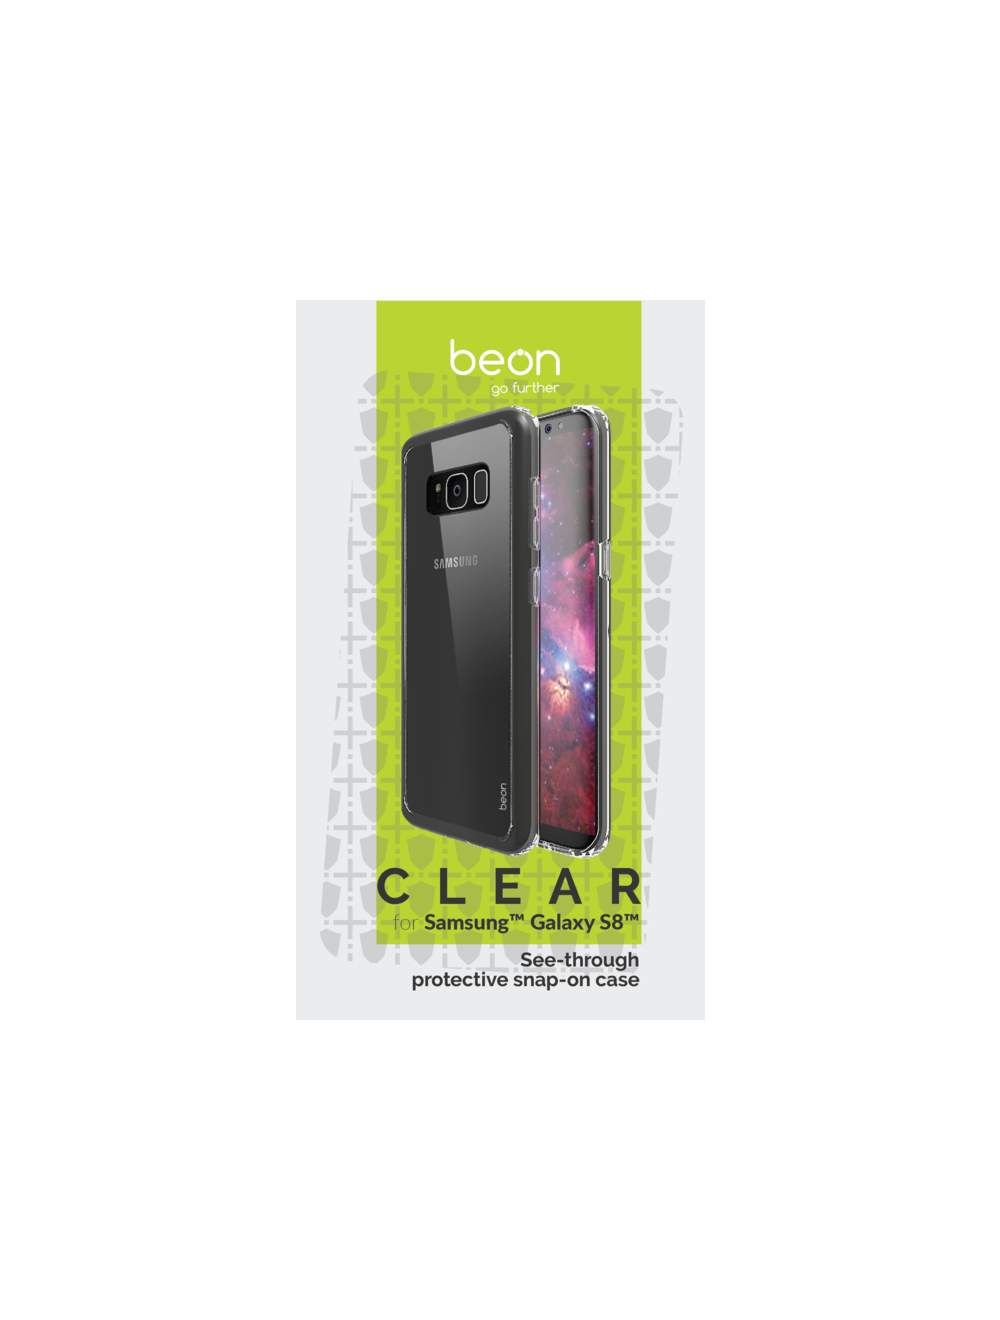 beon
go further
SAMSUNG
beon
CLEAR
for Samsung™ Galaxy S8™
See-through
protective snap-on case